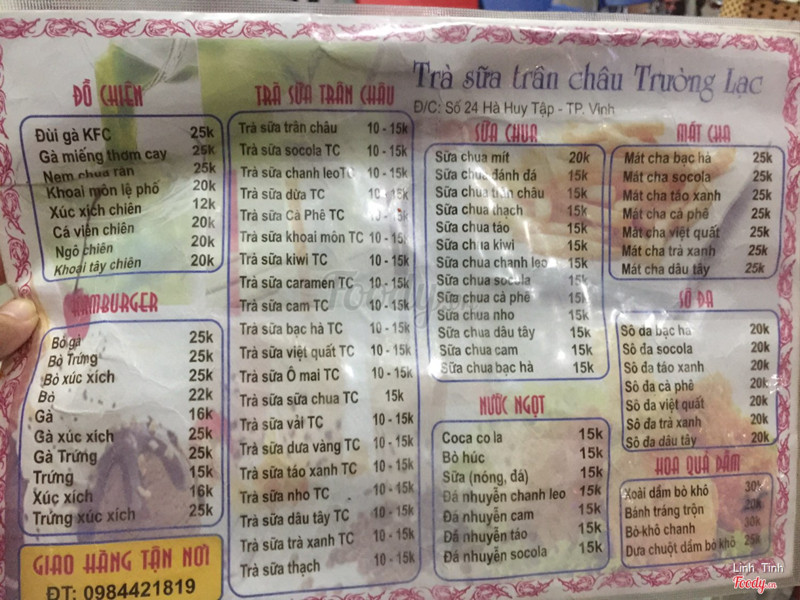 Trà sữa trân châu Trường Lạc
Đ/C: Số 24 Hà Huy Tập - TP. Vinh
ĐỒ CHIÊN
Đùi gà KFC 25k
Gà miếng thơm cay 25k
Nem chua rán 25k
Khoai môn lệ phố 20k
Xúc xích chiên 12k
Cá viên chiên 20k
Ngô chiên 20k
Khoai tây chiên 20k
HAMBURGER
Bò gà 25k
Bò Trứng 25k
Bò xúc xích 25k
Bò 22k
Gà 16k
Gà xúc xích 25k
Gà Trứng 25k
Trứng 15k
Xúc xích 16k
Trứng xúc xích 25k
GIAO HÀNG TẬN NƠI
ĐT: 0984421819
TRÀ SỮA TRÂN CHÂU
Trà sữa trân châu 10 - 15k
Trà sữa socola TC 10 - 15k
Trà sữa chanh leo TC 10 - 15k
Trà sữa dừa TC 10 - 15k
Trà sữa Cà Phê TC 10 - 15k
Trà sữa khoai môn TC 10 - 15k
Trà sữa kiwi TC 10 - 15k
Trà sữa caramen TC 10 - 15k
Trà sữa cam TC 10 - 15k
Trà sữa bạc hà TC 10 - 15k
Trà sữa việt quất TC 10 - 15k
Trà sữa Ô mai TC 10 - 15k
Trà sữa sữa chua TC 15k
Trà sữa vải TC 10 - 15k
Trà sữa dưa vàng TC 10 - 15k
Trà sữa táo xanh TC 10 - 15k
Trà sữa nho TC 10 - 15k
Trà sữa dâu tây TC 10 - 15k
Trà sữa trà xanh TC 10 - 15k
Trà sữa thạch 10 - 15k
SỮA CHUA
Sữa chua mít 20k
Sữa chua đánh đá 15k
Sữa chua trân châu 15k
Sữa chua thạch 15k
Sữa chua táo 15k
Sữa chua kiwi 15k
Sữa chua chanh leo 15k
Sữa chua socola 15k
Sữa chua cà phê 15k
Sữa chua nho 15k
Sữa chua dâu tây 15k
Sữa chua cam 15k
Sữa chua bạc hà 15k
NƯỚC NGỌT
Coca cola 15k
Bò húc 15k
Sữa (nóng, đá) 15k
Đá nhuyễn chanh leo 15k
Đá nhuyễn cam 15k
Đá nhuyễn táo 15k
Đá nhuyễn socola 15k
MÁT CHA
Mát cha bạc hà 25k
Mát cha socola 25k
Mát cha táo xanh 25k
Mát cha cà phê 25k
Mát cha việt quất 25k
Mát cha trà xanh 25k
Mát cha dâu tây 25k
SÔ ĐA
Sô đa bạc hà 20k
Sô đa socola 20k
Sô đa táo xanh 20k
Sô đa cà phê 20k
Sô đa việt quất 20k
Sô đa trà xanh 20k
Sô đa dâu tây 20k
HOA QUẢ DẦM
Xoài dầm bò khô 30k
Bánh tráng trộn 20k
Bò khô chanh 30k
Dưa chuột dầm bò khô 25k
Foody.vn
Linh Tinh
Foody.vn